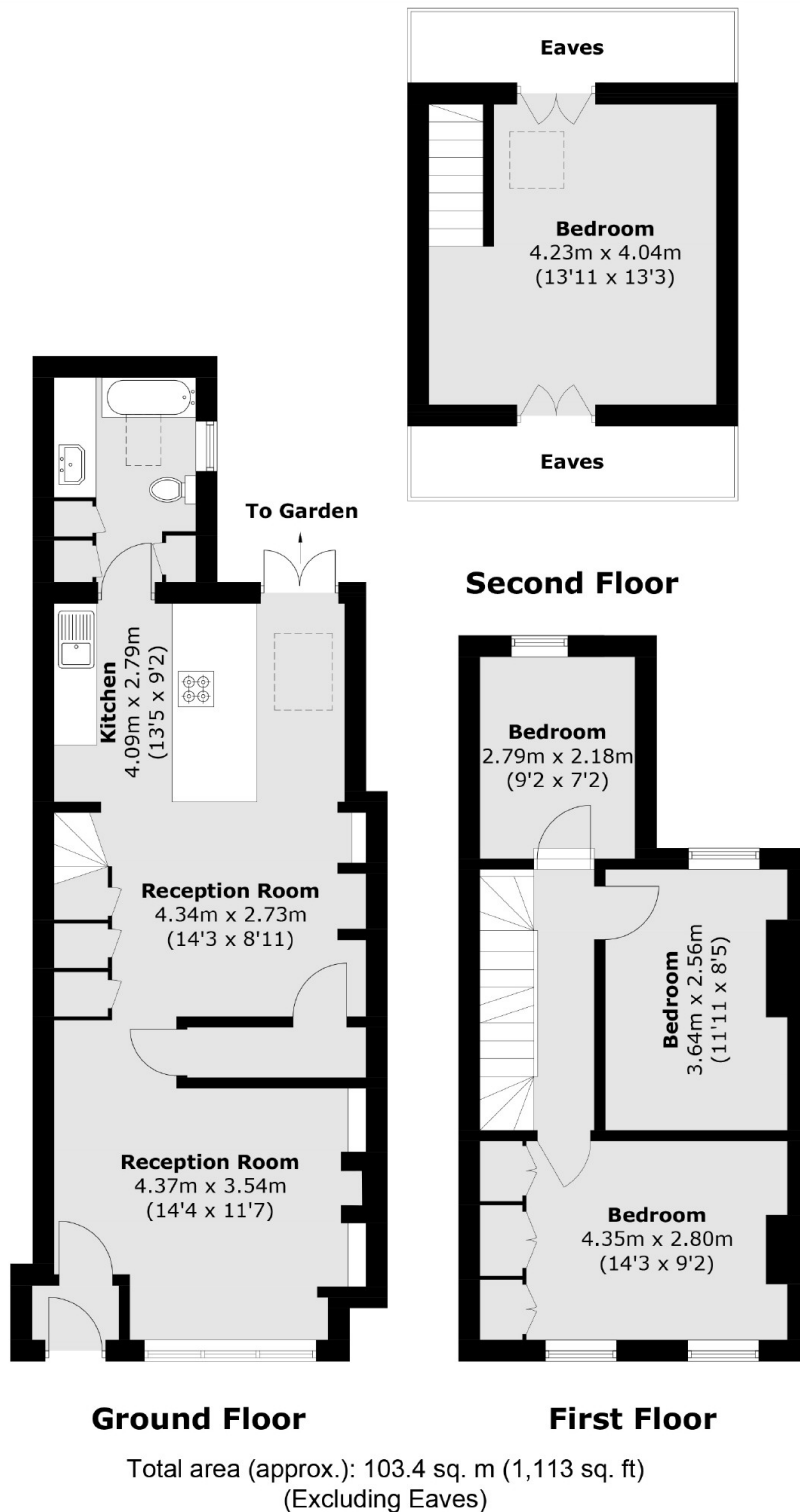 Eaves
Bedroom
4.23m x 4.04m
(13'11 x 13'3)
Eaves
Second Floor
To Garden
Kitchen
4.09m x 2.79m
(13'5 x 9'2)
Reception Room
4.34m x 2.73m
(14'3 x 8'11)
Reception Room
4.37m x 3.54m
(14'4 x 11'7)
Ground Floor
Bedroom
2.79m x 2.18m
(9'2 x 7'2)
Bedroom
3.64m x 2.56m
(11'11 x 8'5)
Bedroom
4.35m x 2.80m
(14'3 x 9'2)
First Floor
Total area (approx.): 103.4 sq. m (1,113 sq. ft)
(Excluding Eaves)